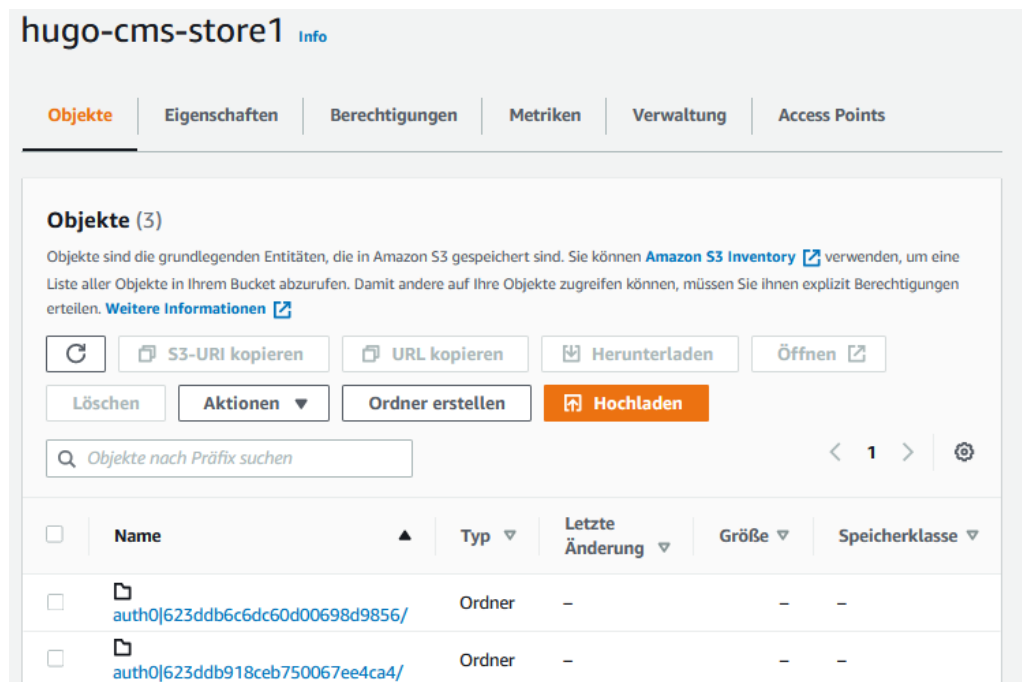 hugo-cms-store1 Info
Objekte Eigenschaften Berechtigungen Metriken Verwaltung Access Points
Objekte (3)
Objekte sind die grundlegenden Entitäten, die in Amazon S3 gespeichert sind. Sie können Amazon S3 Inventory verwenden, um eine
Liste aller Objekte in Ihrem Bucket abzurufen. Damit andere auf Ihre Objekte zugreifen können, müssen Sie ihnen explizit Berechtigungen
erteilen. Weitere Informationen
S3-URI kopieren URL kopieren Herunterladen Öffnen
Löschen Aktionen Ordner erstellen Hochladen
Objekte nach Präfix suchen 1
Name Typ Letzte Änderung Größe Speicherklasse
auth0|623ddb6c6dc60d00698d9856/ Ordner – – –
auth0|623ddb918ceb750067ee4ca4/ Ordner – – –